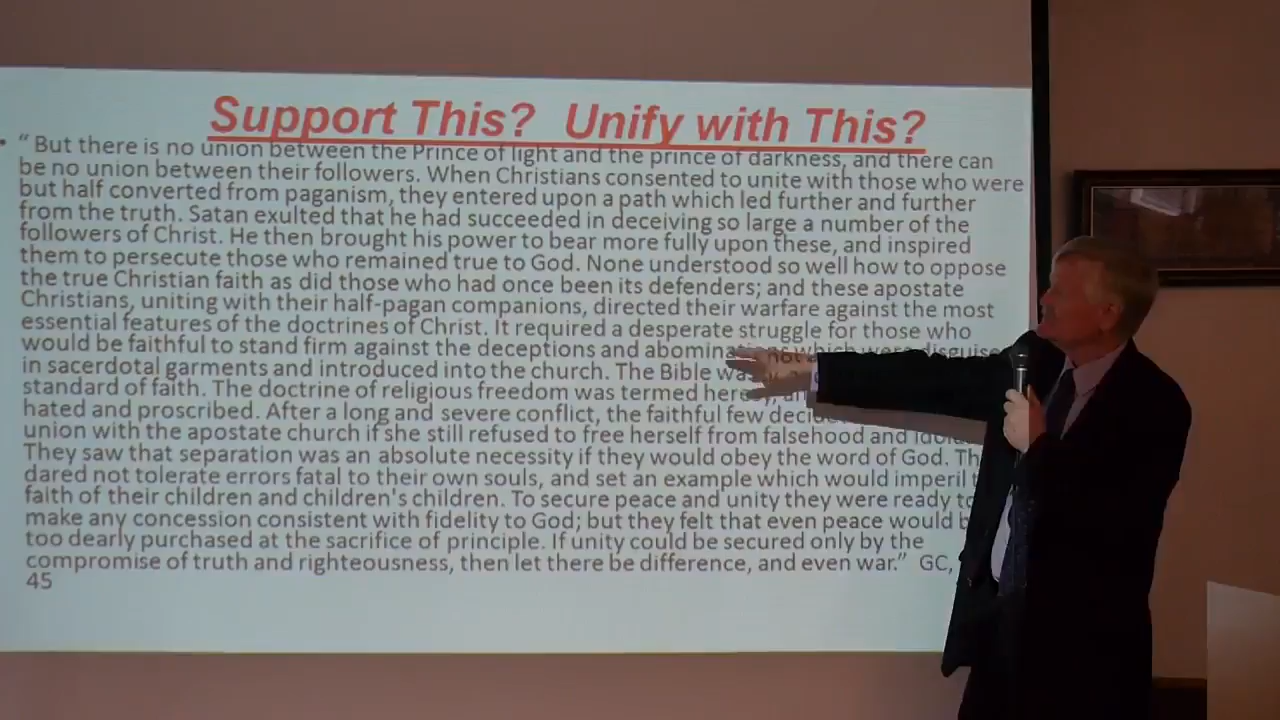 Support This? Unify with This?
• “ But there is no union between the Prince of light and the prince of darkness, and there can
be no union between their followers. When Christians consented to unite with those who were
but half converted from paganism, they entered upon a path which led further and further
from the truth. Satan exulted that he had succeeded in deceiving so large a number of the
followers of Christ. He then brought his power to bear more fully upon these, and inspired
them to persecute those who remained true to God. None understood so well how to oppose
the true Christian faith as did those who had once been its defenders; and these apostate
Christians, uniting with their half-pagan companions, directed their warfare against the most
essential features of the doctrines of Christ. It required a desperate struggle for those who
would be faithful to stand firm against the deceptions and which were
in sacerdotal garments and introduced into the church. The Bible was not
standard of faith. The doctrine of religious freedom was termed
hated and proscribed. After a long and severe conflict, the faithful few
union with the apostate church if she still refused to free herself from falsehood and
They saw that separation was an absolute necessity if they would obey the word of God.
dared not tolerate errors fatal to their own souls, and set an example which would imperil
faith of their children and children's children. To secure peace and unity they were ready to
make any concession consistent with fidelity to God; but they felt that even peace would
too dearly purchased at the sacrifice of principle. If unity could be secured only by the
compromise of truth and righteousness, then let there be difference, and even war.” GC,
45